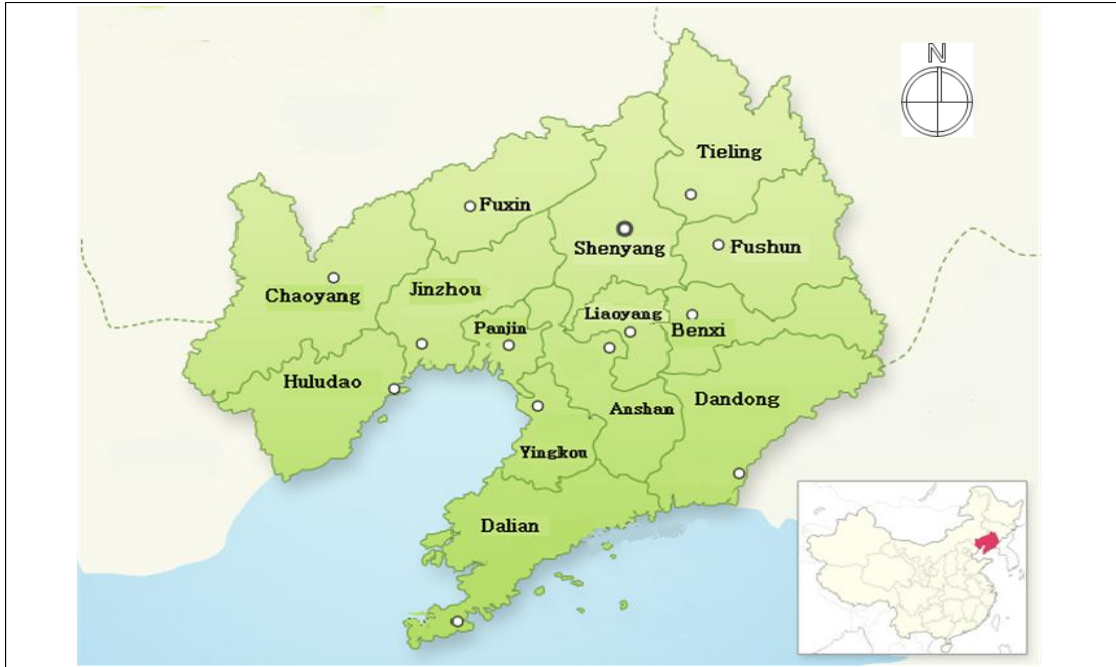 N
Tieling
Fuxin
Shenyang
Fushun
Chaoyang
Jinzhou
Liaoyang
Panjin
Benxi
Huludao
Dandong
Anshan
Yingkou
Dalian